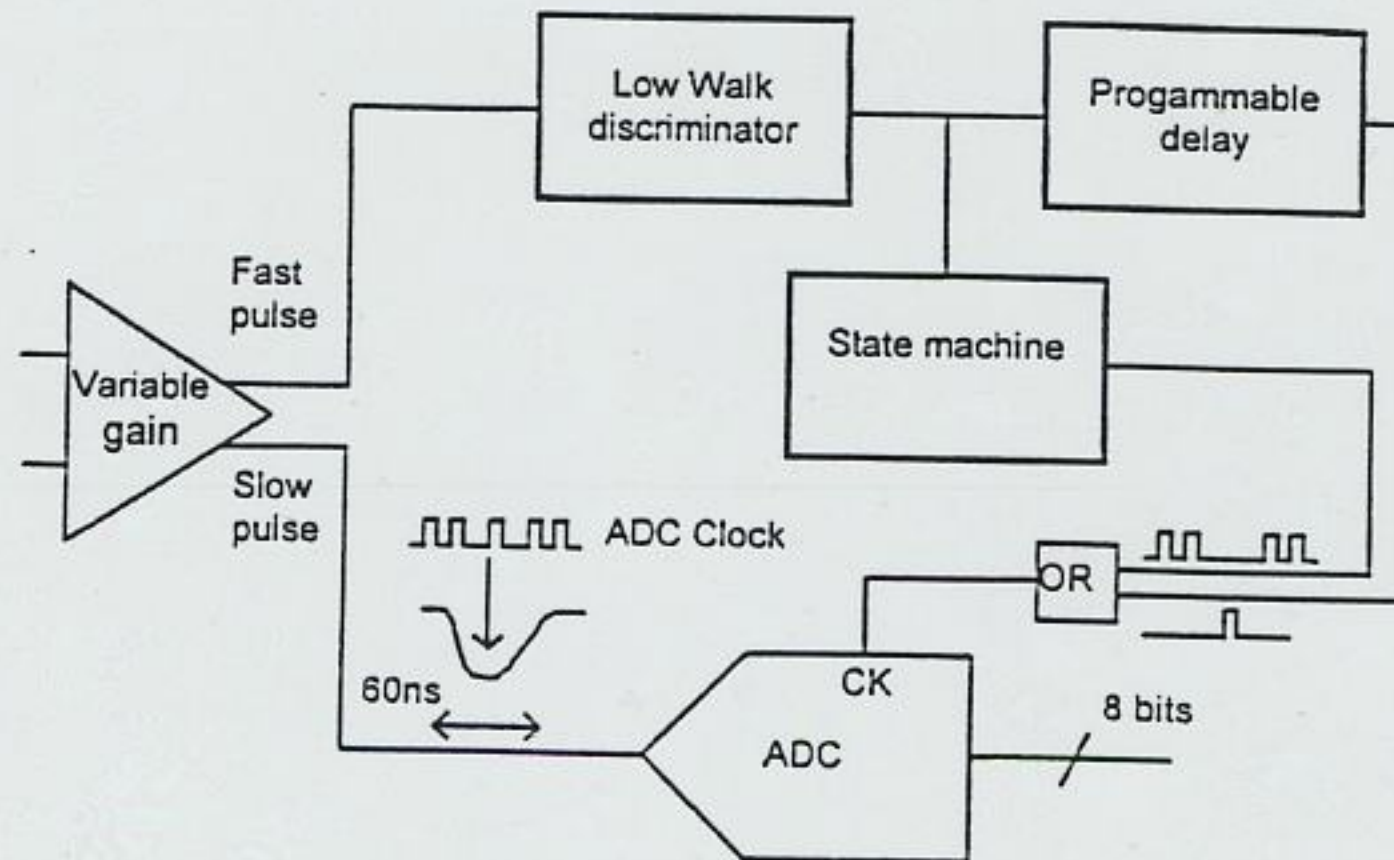 Low Walk
discriminator
Progammable
delay
Fast
pulse
State machine
Variable
gain
Slow
pulse
ADC Clock
OR
60ns
CK
8 bits
ADC